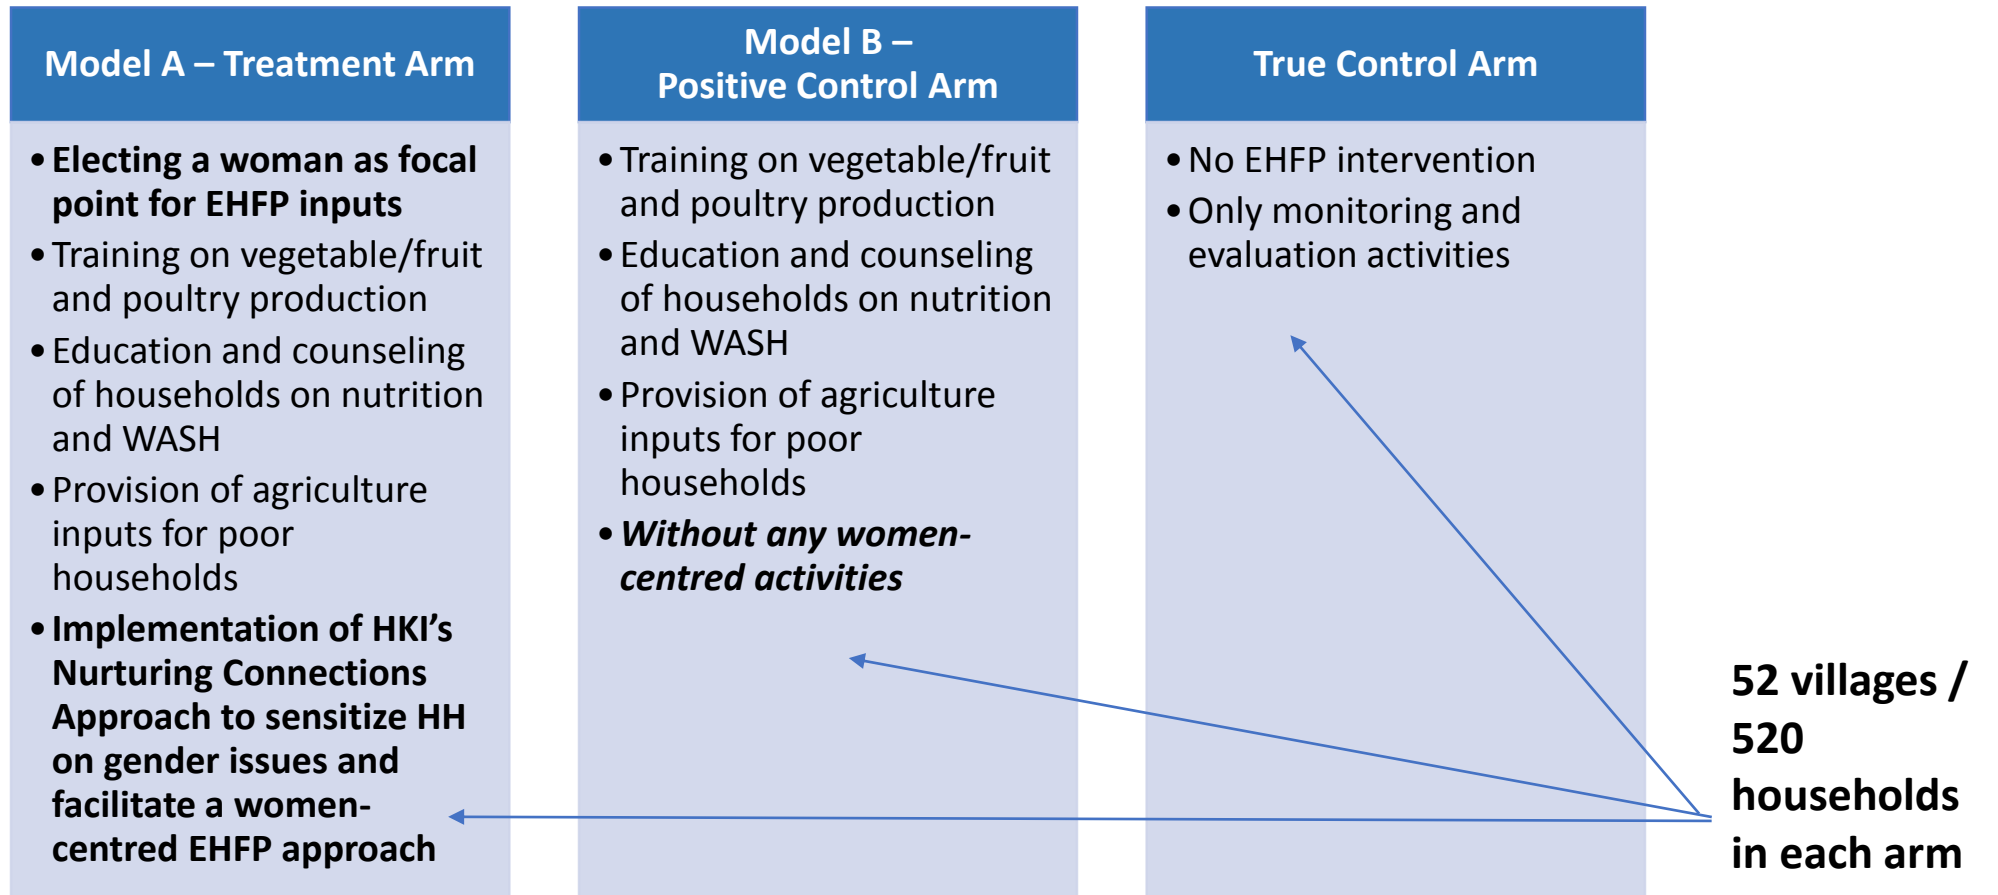 Model A – Treatment Arm
•Electing a woman as focal
point for EHFP inputs
•Training on vegetable/fruit
and poultry production
•Education and counseling
of households on nutrition
and WASH
•Provision of agriculture
inputs for poor
households
•Implementation of HKI’s
Nurturing Connections
Approach to sensitize HH
on gender issues and
facilitate a women-
centred EHFP approach
Model B –
Positive Control Arm
•Training on vegetable/fruit
and poultry production
•Education and counseling
of households on nutrition
and WASH
•Provision of agriculture
inputs for poor
households
•Without any women-
centred activities
True Control Arm
•No EHFP intervention
•Only monitoring and
evaluation activities
52 villages /
520
households
in each arm